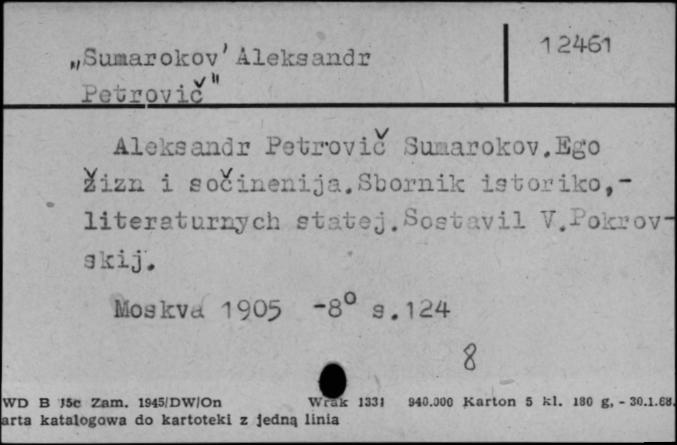 „Sumarokov' Aleksandr
Petrovič"
12461
Aleksandr Petrovič Sumarokov.Ego
žizn i sočinenija.Sbornik istoriko,-
literaturnych statej.Sostavil V.Pokrov-
skij.
Moskva 1905 -8° s.124
8
WD B 15c Zam. 1945/DW/On Wrak 1331 940.000 Karton 5 kl. 180 g, - 30.1.68.
arta katalogowa do kartoteki z jedną linia